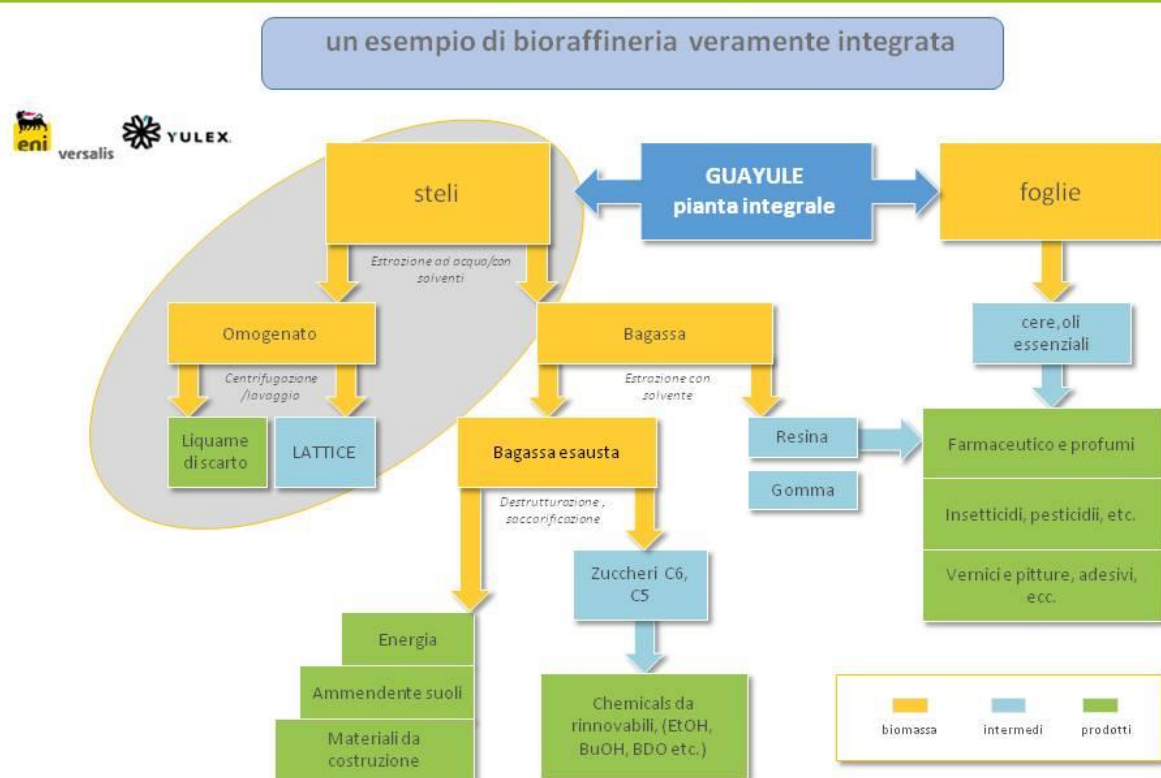 un esempio di bioraffineria veramente integrata
eni
versalis
YULEX
steli
GUAYULE
pianta integrale
foglie
Estrazione ad acqua/con
solventi
Omogenato
Bagassa
cere,oli
essenziali
Centrifugazione
/lavaggio
Estrazione con
solvente
Liquame
di scarto
LATTICE
Bagassa esausta
Resina
Gomma
Farmaceutico e profumi
Insetticidi, pesticidii, etc.
Vernici e pitture, adesivi,
ecc.
Destrutturazione ,
saccarificazione
Zuccheri C6,
C5
Energia
Ammendente suoli
Materiali da
costruzione
Chemicals da
rinnovabili, (EtOH,
BuOH, BDO etc.)
biomassa
intermedi
prodotti